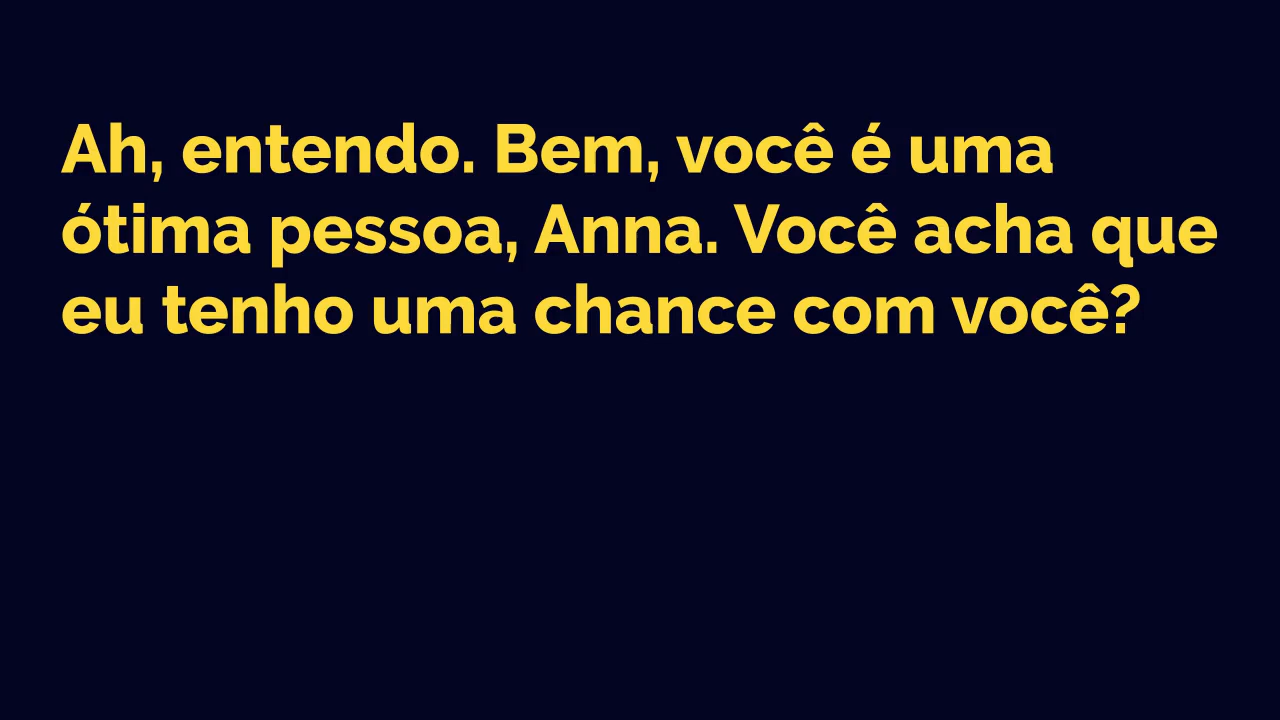 Ah, entendo. Bem, você é uma
ótima pessoa, Anna. Você acha que
eu tenho uma chance com você?